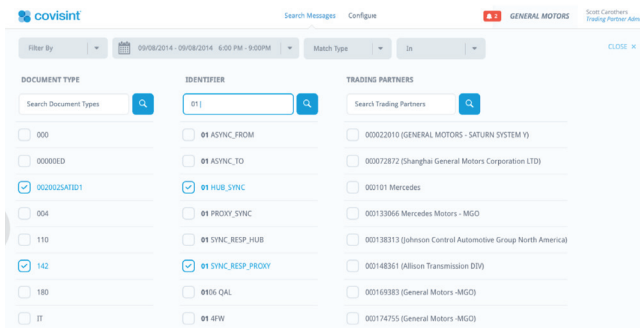 covisint
Search Messages Configure
2 GENERAL MOTORS
Scott Carothers
Trading Partner Admi
Filter By
09/08/2014 - 09/08/2014 6:00 PM - 9:00PM
Match Type
In
CLOSE ×
DOCUMENT TYPE
Search Document Types
000
00000ED
002002SATIID1
004
110
142
180
IT
IDENTIFIER
01
01 ASYNC_FROM
01 ASYNC_TO
01 HUB_SYNC
01 PROXY_SYNC
01 SYNC_RESP_HUB
01 SYNC_RESP_PROXY
0106 QAL
01 4FW
TRADING PARTNERS
Search Trading Partners
000022010 (GENERAL MOTORS - SATURN SYSTEM Y)
000072872 (Shanghai General Motors Corporation LTD)
000101 Mercedes
000133066 Mercedes Motors - MGO
000138313 (Johnson Control Automotive Group North America)
000148361 (Allison Transmission DIV)
000169383 (General Motors -MGO)
000174755 (General Motors -MGO)